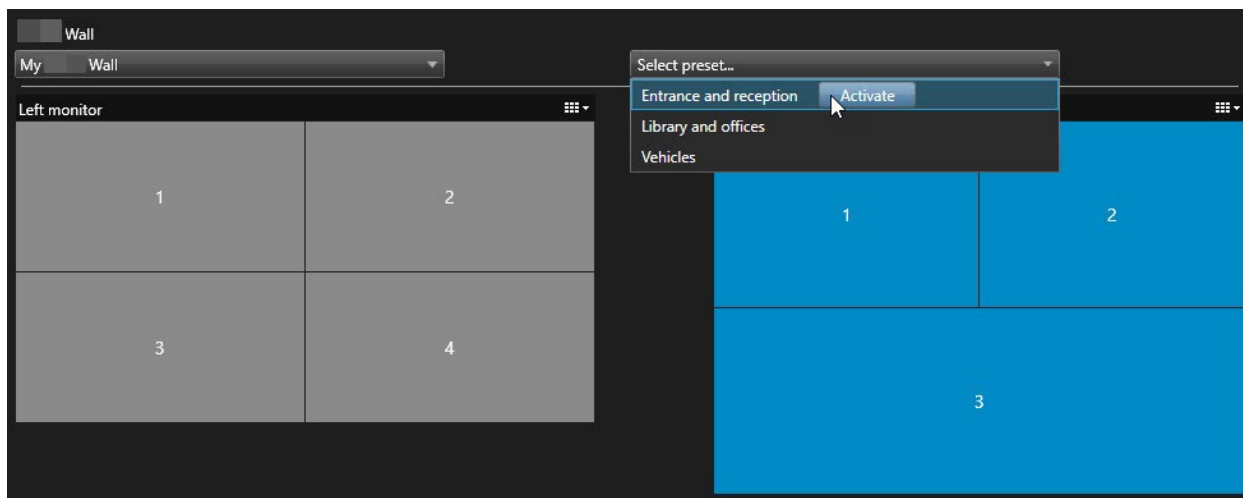 Wall
My Wall
Select preset...
Entrance and reception Activate
Left monitor
Library and offices
Vehicles
1 2
1 2
3 4
3